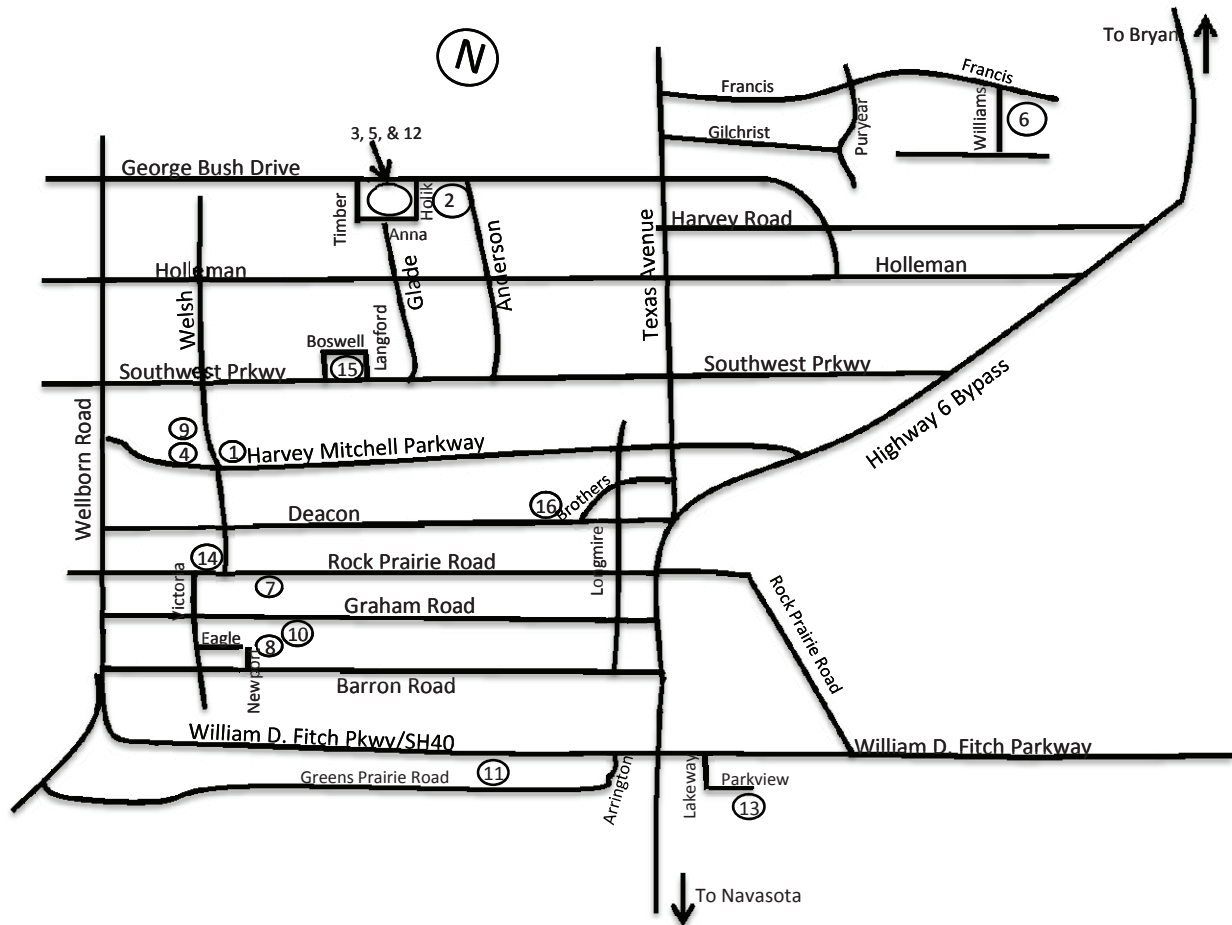 To Bryan
N
Francis
Francis
Puryear
Williams
6
Gilchrist
3, 5, & 12
George Bush Drive
Timber
Holik
2
Anna
Harvey Road
Holleman
Holleman
Welsh
Glade
Anderson
Texas Avenue
Langford
Boswell
15
Southwest Prkwy
Southwest Prkwy
Highway 6 Bypass
Wellborn Road
9
4
1
Harvey Mitchell Parkway
16
Brothers
Deacon
Longmire
14
Rock Prairie Road
Victoria
7
Graham Road
Rock Prairie Road
10
Eagle
8
Newport
Barron Road
William D. Fitch Pkwy/SH40
William D. Fitch Parkway
11
Greens Prairie Road
Arrington
Lakeway
Parkview
13
To Navasota